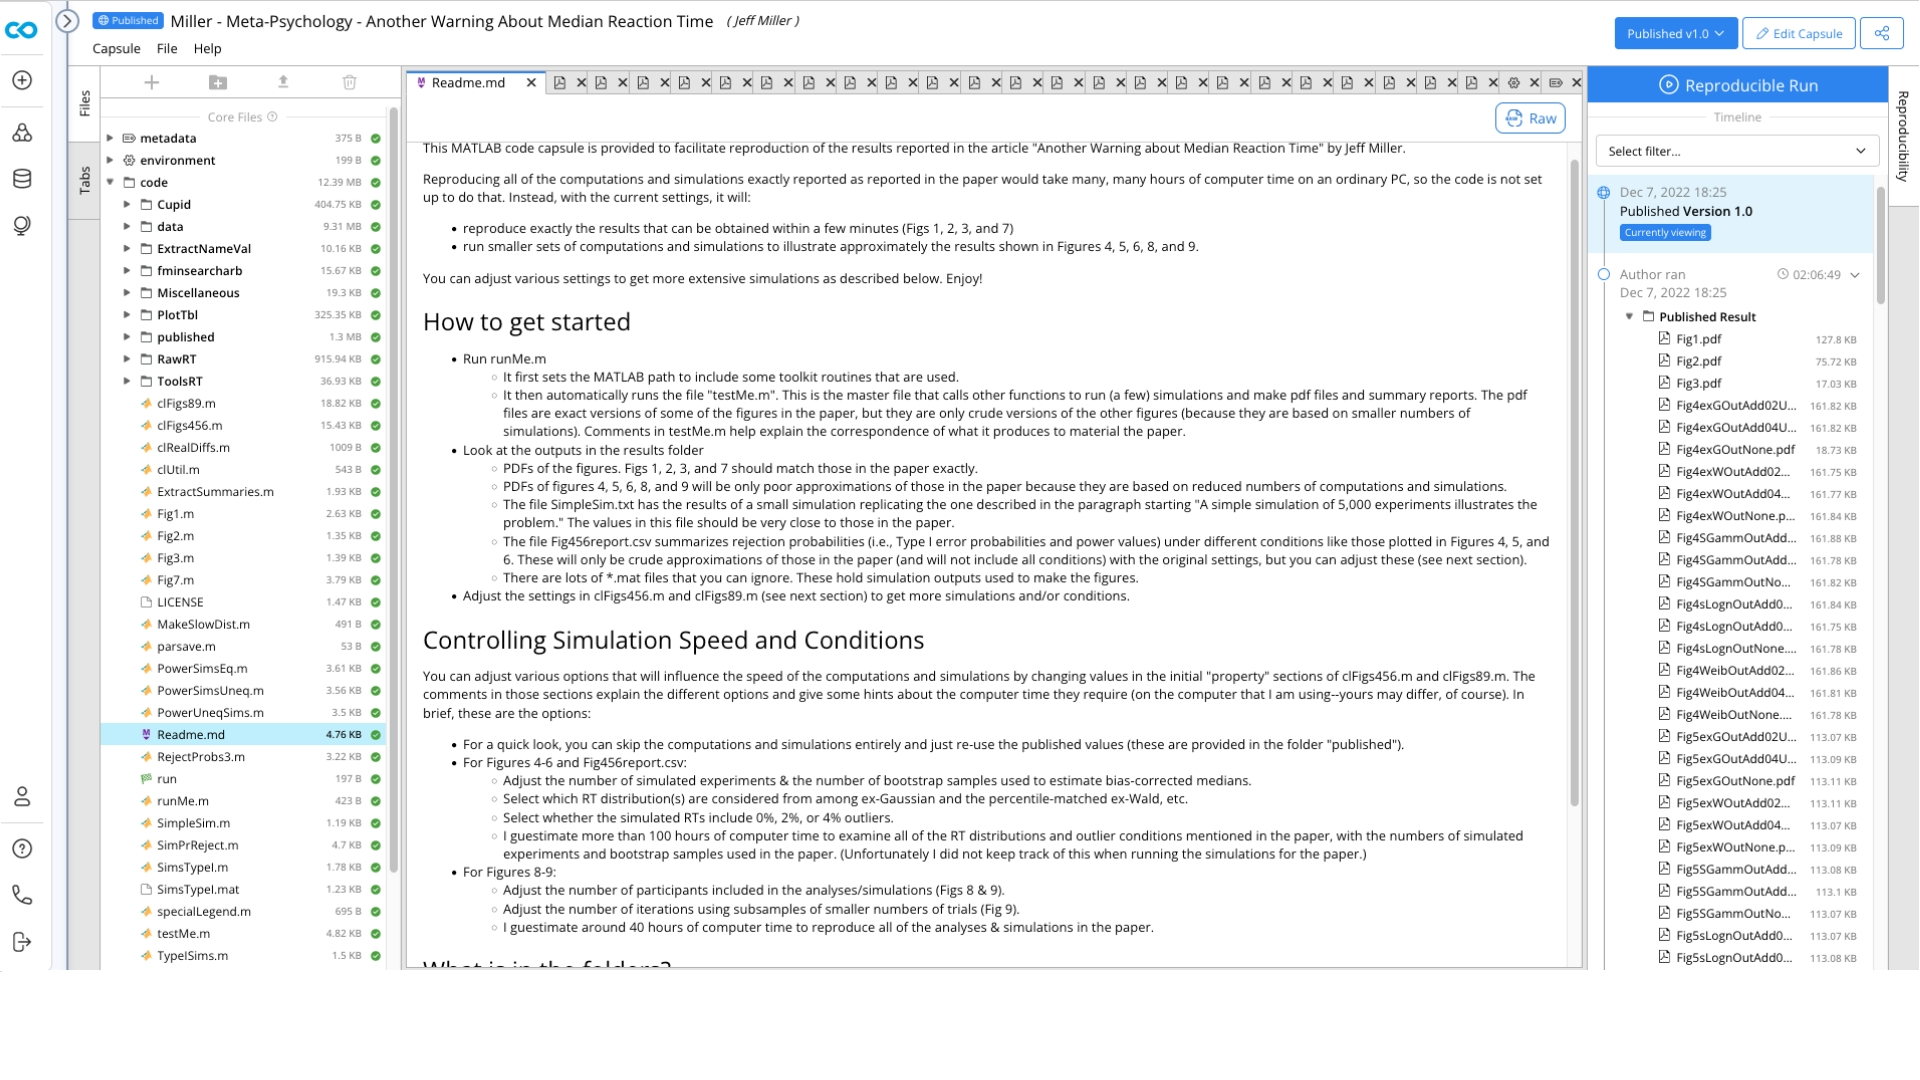 Published Miller - Meta-Psychology - Another Warning About Median Reaction Time ( Jeff Miller )
Capsule File Help
Published v1.0
Edit Capsule
Files
Tabs
Core Files
metadata 375 B
environment 199 B
code 12.39 MB
Cupid 404.75 KB
data 9.31 MB
ExtractNameVal 10.16 KB
fminsearcharb 15.67 KB
Miscellaneous 19.3 KB
PlotTbl 325.35 KB
published 1.3 MB
RawRT 915.94 KB
ToolsRT 36.93 KB
clFigs89.m 18.82 KB
clFigs456.m 15.43 KB
clRealDiffs.m 1009 B
clUtil.m 543 B
ExtractSummaries.m 1.93 KB
Fig1.m 2.63 KB
Fig2.m 1.35 KB
Fig3.m 1.39 KB
Fig7.m 3.79 KB
LICENSE 1.47 KB
MakeSlowDist.m 491 B
parsave.m 53 B
PowerSimsEq.m 3.61 KB
PowerSimsUneq.m 3.56 KB
PowerUneqSims.m 3.5 KB
Readme.md 4.76 KB
RejectProbs3.m 3.22 KB
run 197 B
runMe.m 423 B
SimpleSim.m 1.19 KB
SimPrReject.m 4.7 KB
SimsTypeI.m 1.78 KB
SimsTypeI.mat 1.23 KB
specialLegend.m 695 B
testMe.m 4.82 KB
TypeISims.m 1.5 KB
Readme.md
Raw
This MATLAB code capsule is provided to facilitate reproduction of the results reported in the article "Another Warning about Median Reaction Time" by Jeff Miller.
Reproducing all of the computations and simulations exactly reported as reported in the paper would take many, many hours of computer time on an ordinary PC, so the code is not set
up to do that. Instead, with the current settings, it will:
• reproduce exactly the results that can be obtained within a few minutes (Figs 1, 2, 3, and 7)
• run smaller sets of computations and simulations to illustrate approximately the results shown in Figures 4, 5, 6, 8, and 9.
You can adjust various settings to get more extensive simulations as described below. Enjoy!
How to get started
• Run runMe.m
◦ It first sets the MATLAB path to include some toolkit routines that are used.
◦ It then automatically runs the file "testMe.m". This is the master file that calls other functions to run (a few) simulations and make pdf files and summary reports. The pdf
files are exact versions of some of the figures in the paper, but they are only crude versions of the other figures (because they are based on smaller numbers of
simulations). Comments in testMe.m help explain the correspondence of what it produces to material the paper.
• Look at the outputs in the results folder
◦ PDFs of the figures. Figs 1, 2, 3, and 7 should match those in the paper exactly.
◦ PDFs of figures 4, 5, 6, 8, and 9 will be only poor approximations of those in the paper because they are based on reduced numbers of computations and simulations.
◦ The file SimpleSim.txt has the results of a small simulation replicating the one described in the paragraph starting "A simple simulation of 5,000 experiments illustrates the
problem." The values in this file should be very close to those in the paper.
◦ The file Fig456report.csv summarizes rejection probabilities (i.e., Type I error probabilities and power values) under different conditions like those plotted in Figures 4, 5, and
6. These will only be crude approximations of those in the paper (and will not include all conditions) with the original settings, but you can adjust these (see next section).
◦ There are lots of *.mat files that you can ignore. These hold simulation outputs used to make the figures.
• Adjust the settings in clFigs456.m and clFigs89.m (see next section) to get more simulations and/or conditions.
Controlling Simulation Speed and Conditions
You can adjust various options that will influence the speed of the computations and simulations by changing values in the initial "property" sections of clFigs456.m and clFigs89.m. The
comments in those sections explain the different options and give some hints about the computer time they require (on the computer that I am using--yours may differ, of course). In
brief, these are the options:
• For a quick look, you can skip the computations and simulations entirely and just re-use the published values (these are provided in the folder "published").
• For Figures 4-6 and Fig456report.csv:
◦ Adjust the number of simulated experiments & the number of bootstrap samples used to estimate bias-corrected medians.
◦ Select which RT distribution(s) are considered from among ex-Gaussian and the percentile-matched ex-Wald, etc.
◦ Select whether the simulated RTs include 0%, 2%, or 4% outliers.
◦ I guestimate more than 100 hours of computer time to examine all of the RT distributions and outlier conditions mentioned in the paper, with the numbers of simulated
experiments and bootstrap samples used in the paper. (Unfortunately I did not keep track of this when running the simulations for the paper.)
• For Figures 8-9:
◦ Adjust the number of participants included in the analyses/simulations (Figs 8 & 9).
◦ Adjust the number of iterations using subsamples of smaller numbers of trials (Fig 9).
◦ I guestimate around 40 hours of computer time to reproduce all of the analyses & simulations in the paper.
What is in the folders?
Reproducible Run
Timeline
Select filter...
Dec 7, 2022 18:25
Published Version 1.0
Currently viewing
Author ran 02:06:49
Dec 7, 2022 18:25
Published Result
Fig1.pdf 127.8 KB
Fig2.pdf 75.72 KB
Fig3.pdf 17.03 KB
Fig4exGOutAdd02U... 161.82 KB
Fig4exGOutAdd04U... 161.82 KB
Fig4exGOutNone.pdf 18.73 KB
Fig4exWOutAdd02... 161.75 KB
Fig4exWOutAdd04... 161.77 KB
Fig4exWOutNone.p... 161.84 KB
Fig4SGammOutAdd... 161.88 KB
Fig4SGammOutAdd... 161.78 KB
Fig4SGammOutNo... 161.82 KB
Fig4sLognOutAdd0... 161.84 KB
Fig4sLognOutAdd0... 161.75 KB
Fig4sLognOutNone.... 161.78 KB
Fig4WeibOutAdd02... 161.86 KB
Fig4WeibOutAdd04... 161.81 KB
Fig4WeibOutNone.... 161.78 KB
Fig5exGOutAdd02U... 113.07 KB
Fig5exGOutAdd04U... 113.09 KB
Fig5exGOutNone.pdf 113.11 KB
Fig5exWOutAdd02... 113.11 KB
Fig5exWOutAdd04... 113.07 KB
Fig5exWOutNone.p... 113.09 KB
Fig5SGammOutAdd... 113.08 KB
Fig5SGammOutAdd... 113.1 KB
Fig5SGammOutNo... 113.07 KB
Fig5sLognOutAdd0... 113.07 KB
Fig5sLognOutAdd0... 113.08 KB
Reproducibility